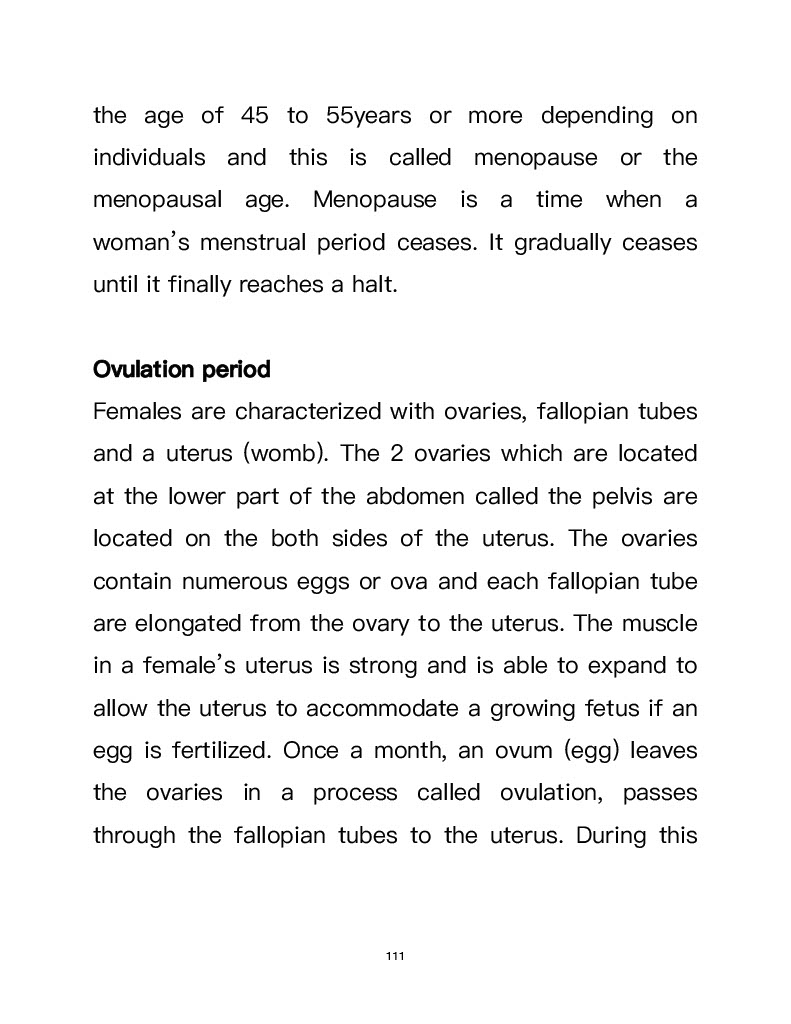 the age of 45 to 55years or more depending on
individuals and this is called menopause or the
menopausal age. Menopause is a time when a
woman’s menstrual period ceases. It gradually ceases
until it finally reaches a halt.
Ovulation period
Females are characterized with ovaries, fallopian tubes
and a uterus (womb). The 2 ovaries which are located
at the lower part of the abdomen called the pelvis are
located on the both sides of the uterus. The ovaries
contain numerous eggs or ova and each fallopian tube
are elongated from the ovary to the uterus. The muscle
in a female’s uterus is strong and is able to expand to
allow the uterus to accommodate a growing fetus if an
egg is fertilized. Once a month, an ovum (egg) leaves
the ovaries in a process called ovulation, passes
through the fallopian tubes to the uterus. During this
111